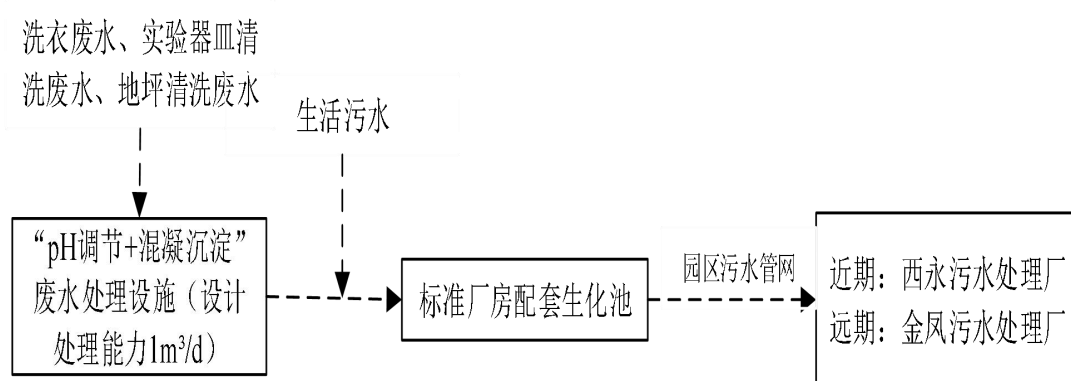 洗衣废水、实验器皿清
洗废水、地坪清洗废水
生活污水
“pH调节+混凝沉淀”
废水处理设施（设计
处理能力1m³/d）
标准厂房配套生化池
园区污水管网
近期：西永污水处理厂
远期：金凤污水处理厂